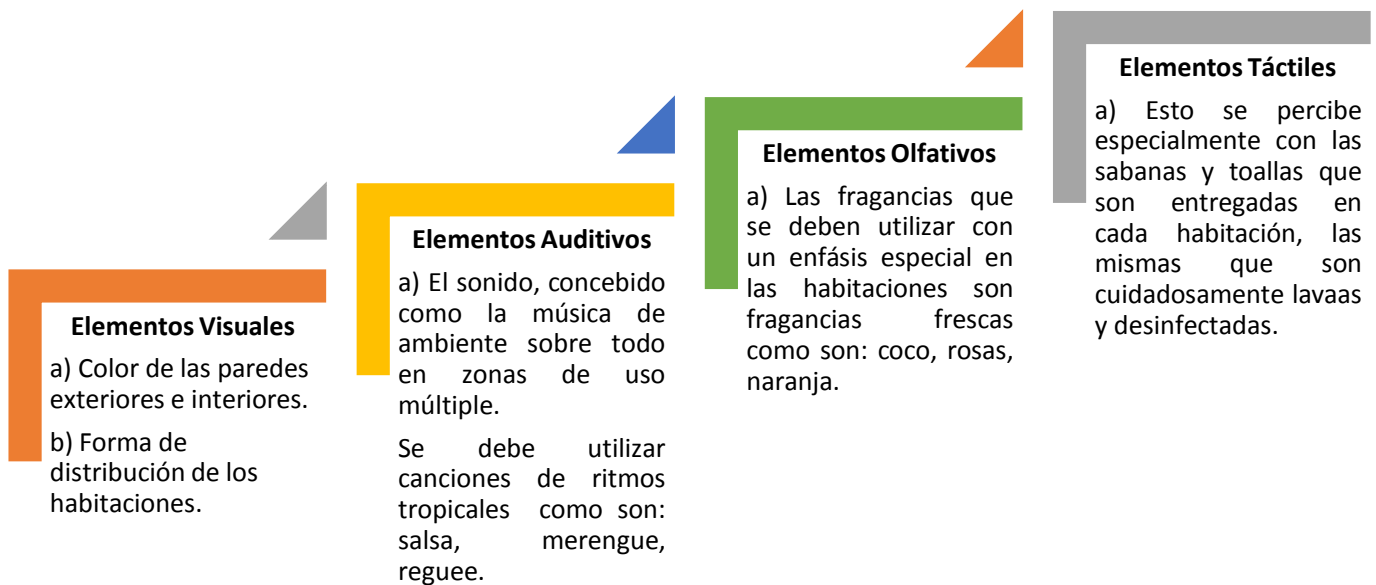 Elementos Visuales
a) Color de las paredes
exteriores e interiores.
b) Forma de
distribución de los
habitaciones.
Elementos Auditivos
a) El sonido, concebido
como la música de
ambiente sobre todo
en zonas de uso
múltiple.
Se debe utilizar
canciones de ritmos
tropicales como son:
salsa, merengue,
reguee.
Elementos Olfativos
a) Las fragancias que
se deben utilizar con
un enfásis especial en
las habitaciones son
fragancias frescas
como son: coco, rosas,
naranja.
Elementos Táctiles
a) Esto se percibe
especialmente con las
sabanas y toallas que
son entregadas en
cada habitación, las
mismas que son
cuidadosamente lavaas
y desinfectadas.